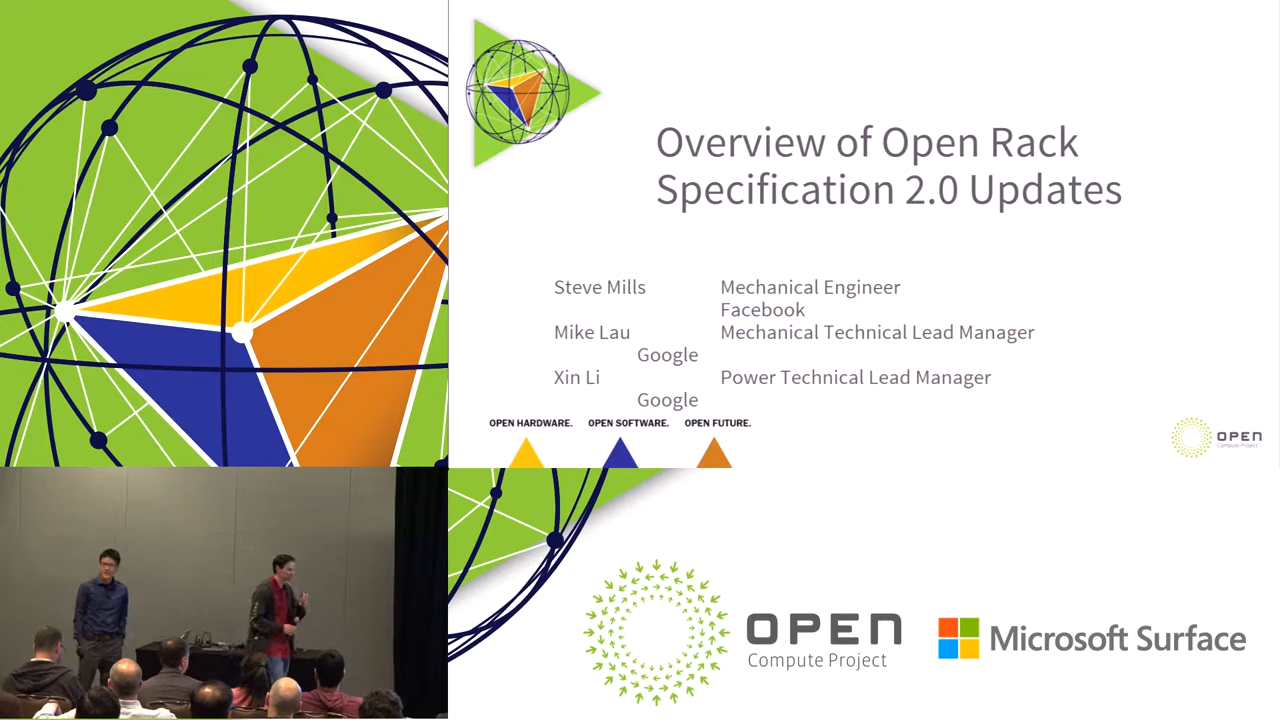 Overview of Open Rack
Specification 2.0 Updates
Steve Mills Mechanical Engineer
Facebook
Mike Lau Mechanical Technical Lead Manager
Google
Xin Li Power Technical Lead Manager
Google
OPEN HARDWARE. OPEN SOFTWARE. OPEN FUTURE.
OPEN
Compute Project
OPEN
Compute Project
Microsoft Surface